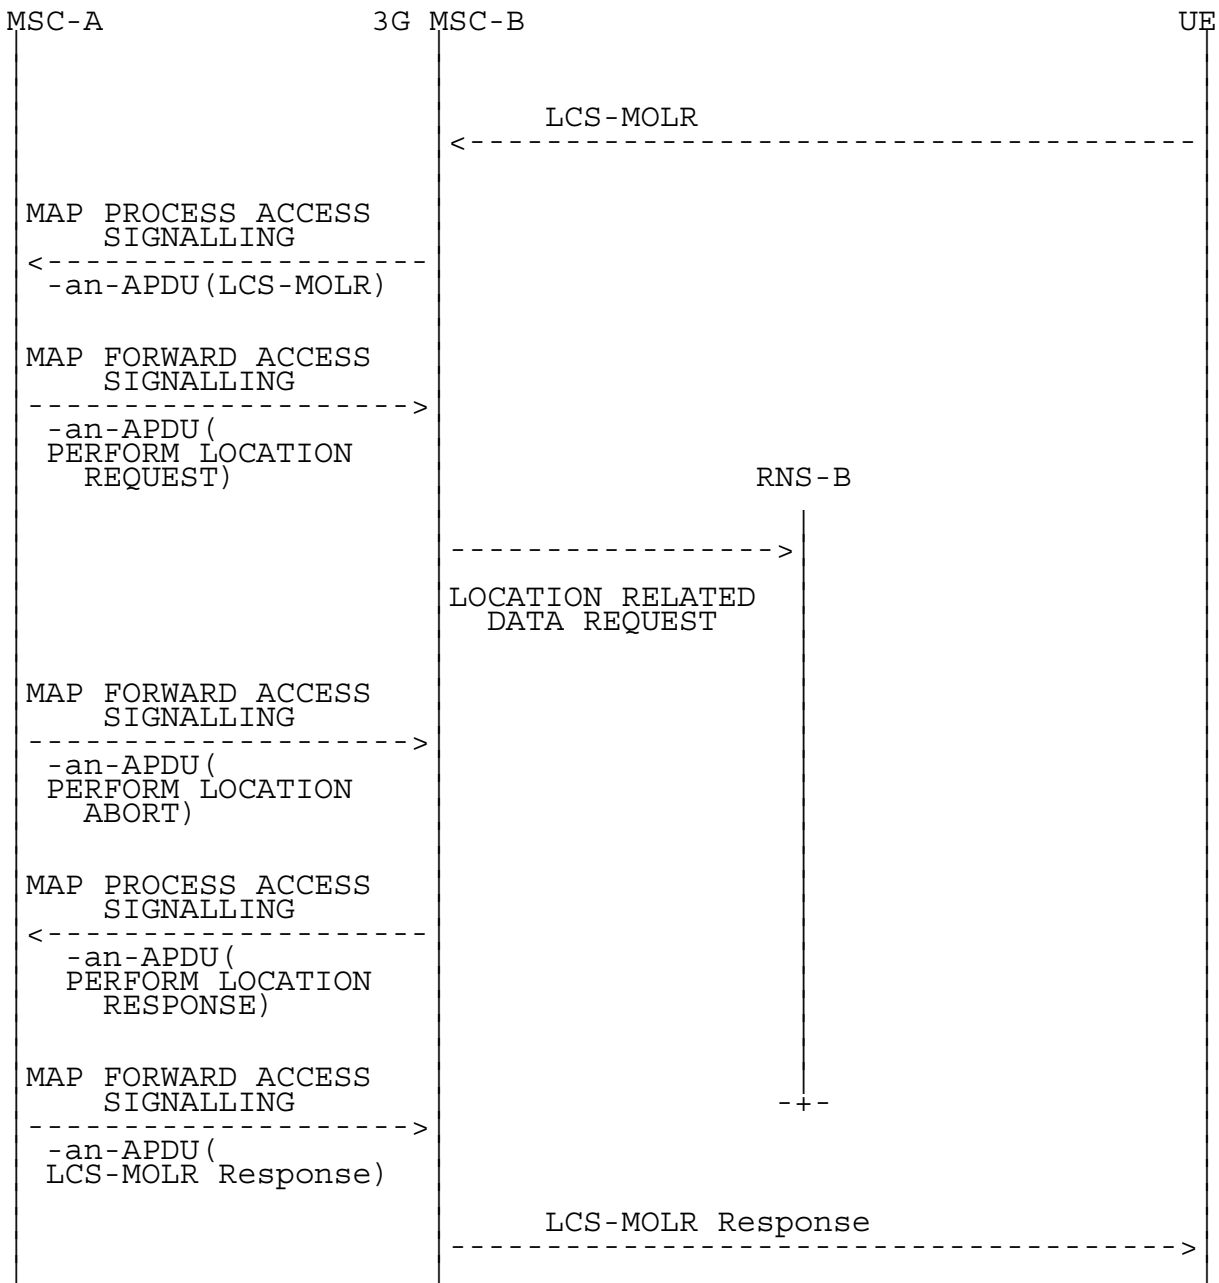 MSC-A 3G MSC-B UE
LCS-MOLR
<--------------------------------------
MAP PROCESS ACCESS
SIGNALLING
<--------------------
-an-APDU(LCS-MOLR)
MAP FORWARD ACCESS
SIGNALLING
-------------------->
-an-APDU(
PERFORM LOCATION
REQUEST)
RNS-B
----------------->
LOCATION RELATED
DATA REQUEST
MAP FORWARD ACCESS
SIGNALLING
-------------------->
-an-APDU(
PERFORM LOCATION
ABORT)
MAP PROCESS ACCESS
SIGNALLING
<--------------------
-an-APDU(
PERFORM LOCATION
RESPONSE)
MAP FORWARD ACCESS
SIGNALLING
-+-
-------------------->
-an-APDU(
LCS-MOLR Response)
LCS-MOLR Response
-------------------------------------->